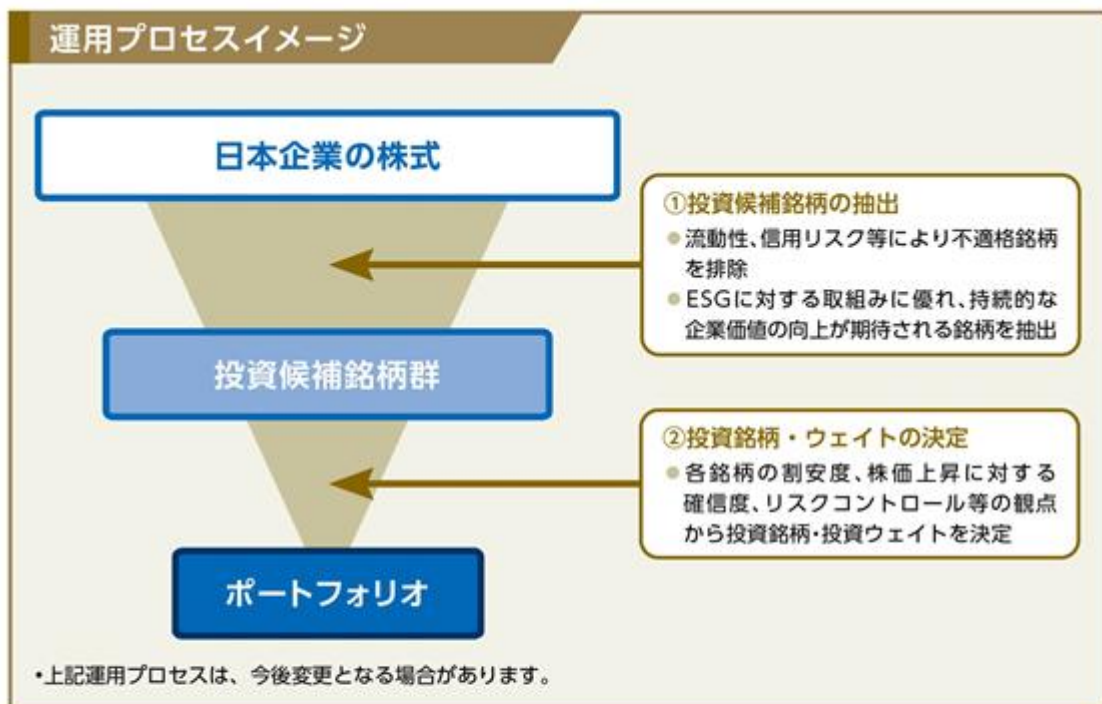 運用プロセスイメージ
日本企業の株式
①投資候補銘柄の抽出
●流動性、信用リスク等により不適格銘柄
を排除
●ESGに対する取組みに優れ、持続的な
企業価値の向上が期待される銘柄を抽出
投資候補銘柄群
②投資銘柄・ウェイトの決定
●各銘柄の割安度、株価上昇に対する
確信度、リスクコントロール等の観点
から投資銘柄・投資ウェイトを決定
ポートフォリオ
•上記運用プロセスは、今後変更となる場合があります。